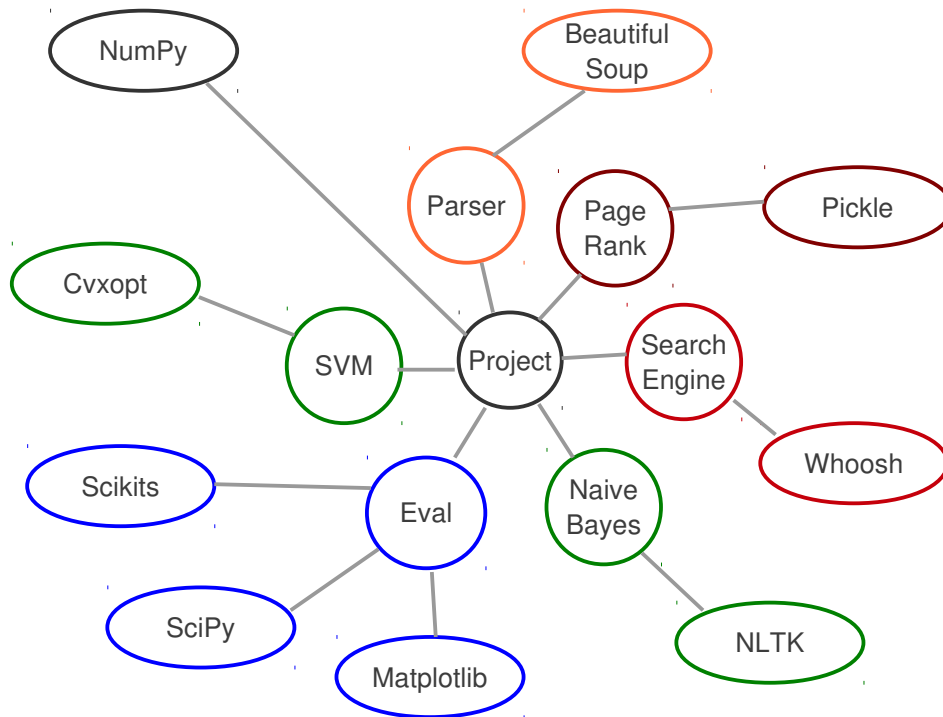 NumPy
Beautiful
Soup
Parser
Page
Rank
Pickle
Cvxopt
SVM
Project
Search
Engine
Scikits
Eval
Naive
Bayes
Whoosh
SciPy
Matplotlib
NLTK